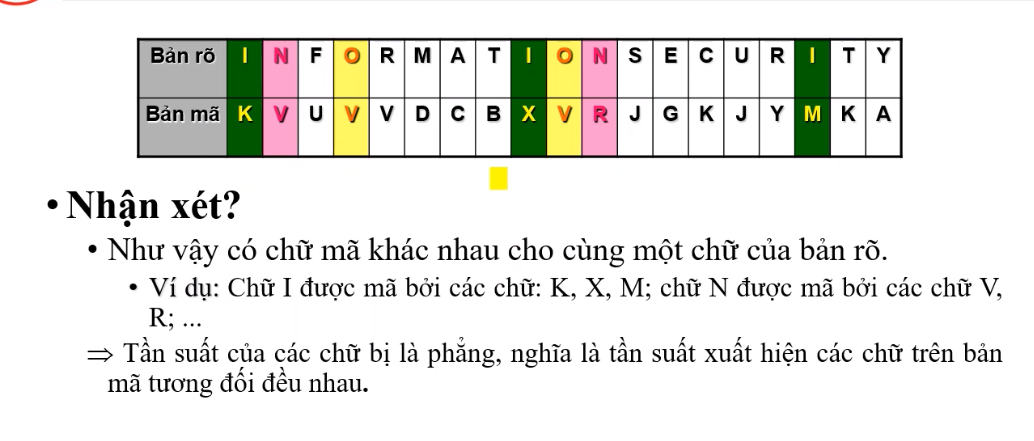 Bản rõ I N F O R M A T I O N S E C U R I T Y
Bản mã K V U V V D C B X V R J G K J Y M K A
• Nhận xét?
• Như vậy có chữ mã khác nhau cho cùng một chữ của bản rõ.
• Ví dụ: Chữ I được mã bởi các chữ: K, X, M; chữ N được mã bởi các chữ V,
R; ...
⇒ Tần suất của các chữ bị là phẳng, nghĩa là tần suất xuất hiện các chữ trên bản
mã tương đối đều nhau.